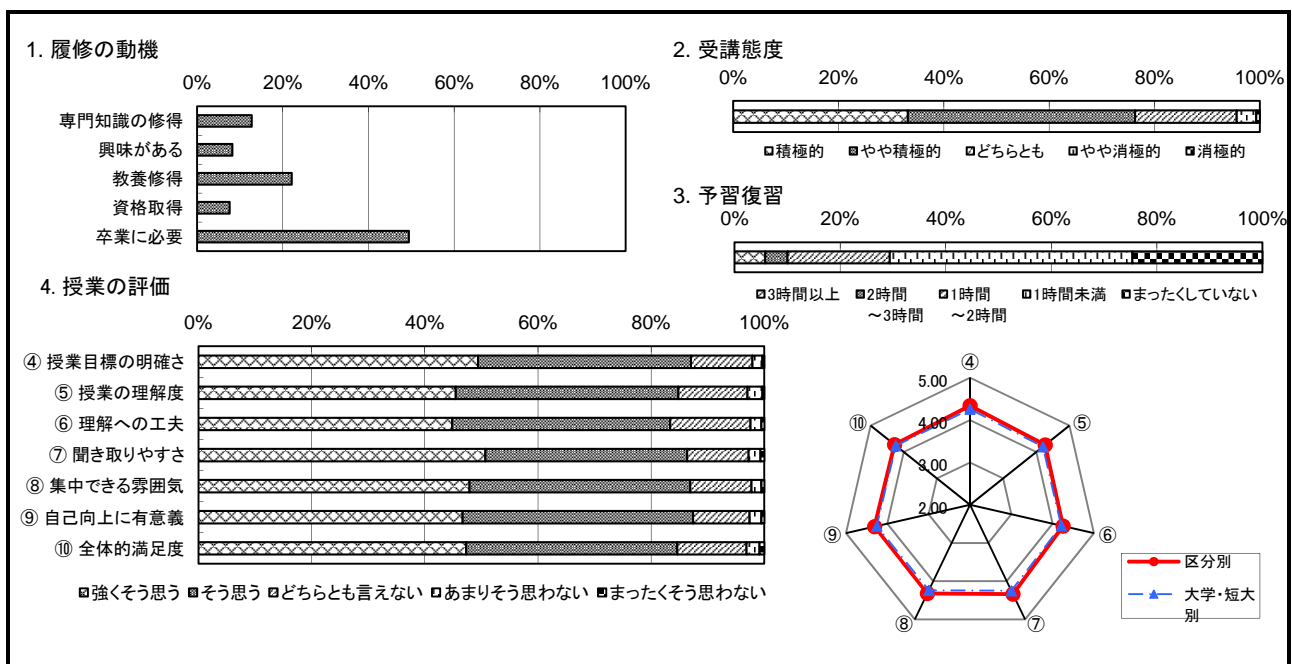 1. 履修の動機
0% 20% 40% 60% 80% 100%
専門知識の修得
興味がある
教養修得
資格取得
卒業に必要
2. 受講態度
0% 20% 40% 60% 80% 100%
積極的 やや積極的 どちらとも やや消極的 消極的
3. 予習復習
0% 20% 40% 60% 80% 100%
3時間以上 2時間 1時間 1時間未満 まったくしていない
～3時間 ～2時間
4. 授業の評価
0% 20% 40% 60% 80% 100%
④ 授業目標の明確さ
⑤ 授業の理解度
⑥ 理解への工夫
⑦ 聞き取りやすさ
⑧ 集中できる雰囲気
⑨ 自己向上に有意義
⑩ 全体的満足度
強くそう思う そう思う どちらとも言えない あまりそう思わない まったくそう思わない
④
5.00
⑩ ⑤
4.00
3.00
2.00
⑨ ⑥
⑧ ⑦
区分別
大学・短大
別